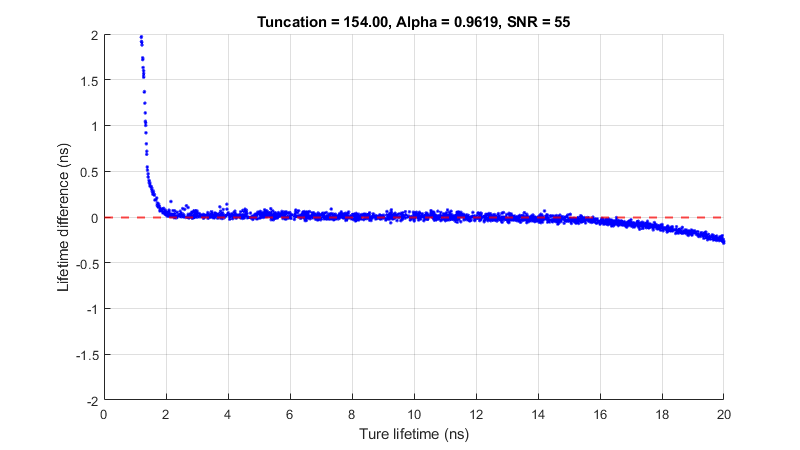 Tuncation = 154.00, Alpha = 0.9619, SNR = 55
Lifetime difference (ns)
2
1.5
1
0.5
0
-0.5
-1
-1.5
-2
0 2 4 6 8 10 12 14 16 18 20
Ture lifetime (ns)